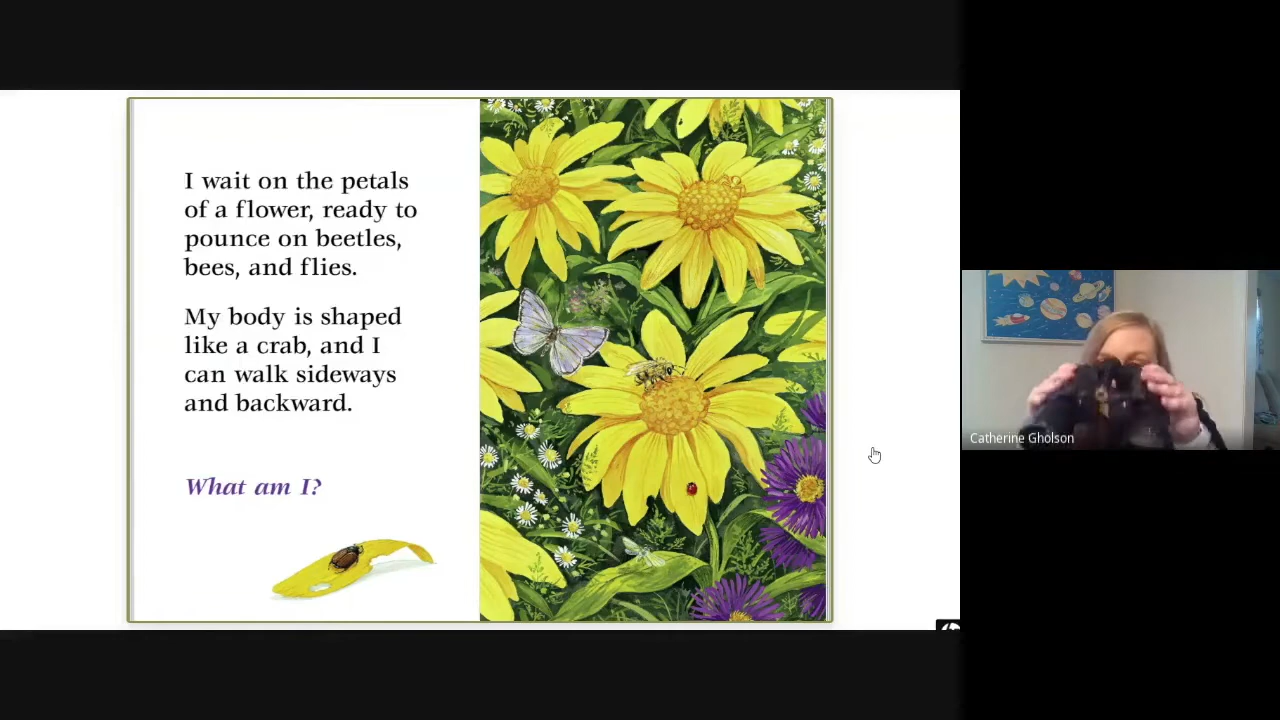 I wait on the petals
of a flower, ready to
pounce on beetles,
bees, and flies.
My body is shaped
like a crab, and I
can walk sideways
and backward.
What am I?
Catherine Gholson